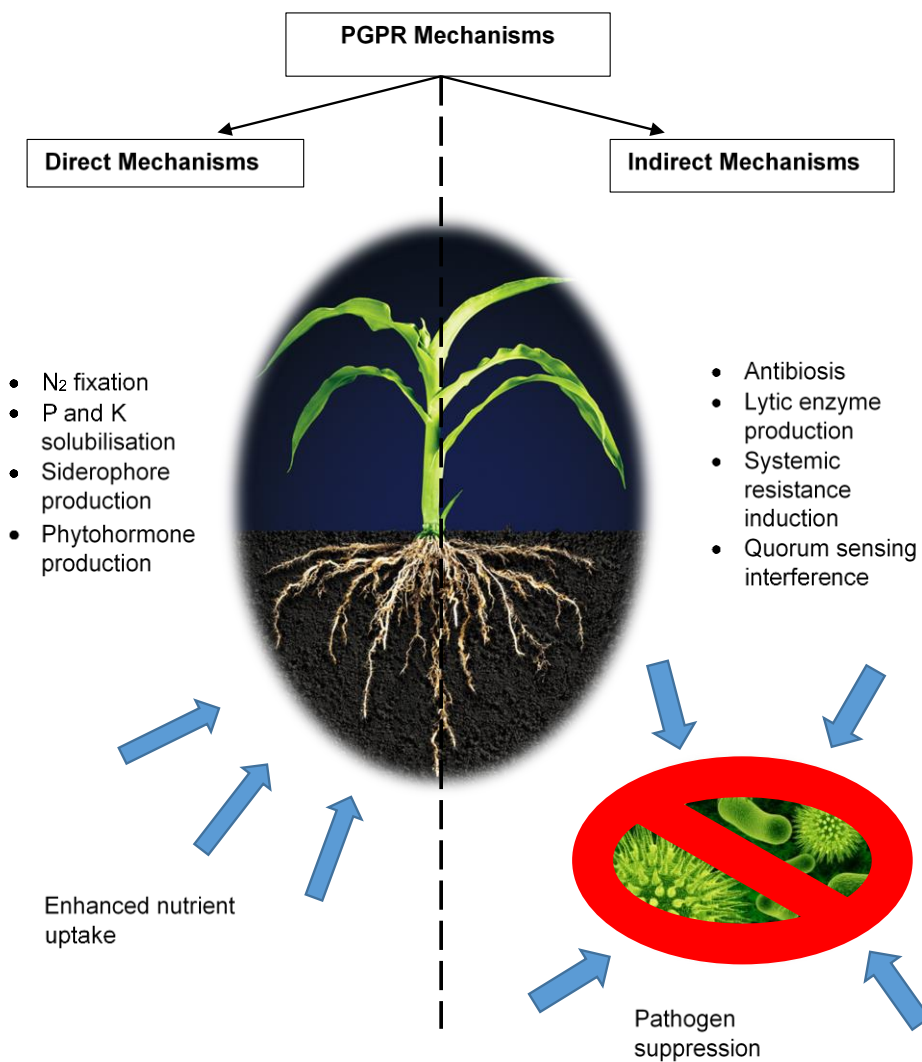 PGPR Mechanisms
Direct Mechanisms
Indirect Mechanisms
• N₂ fixation
• P and K
solubilisation
• Siderophore
production
• Phytohormone
production
• Antibiosis
• Lytic enzyme
production
• Systemic
resistance
induction
• Quorum sensing
interference
Enhanced nutrient
uptake
Pathogen
suppression